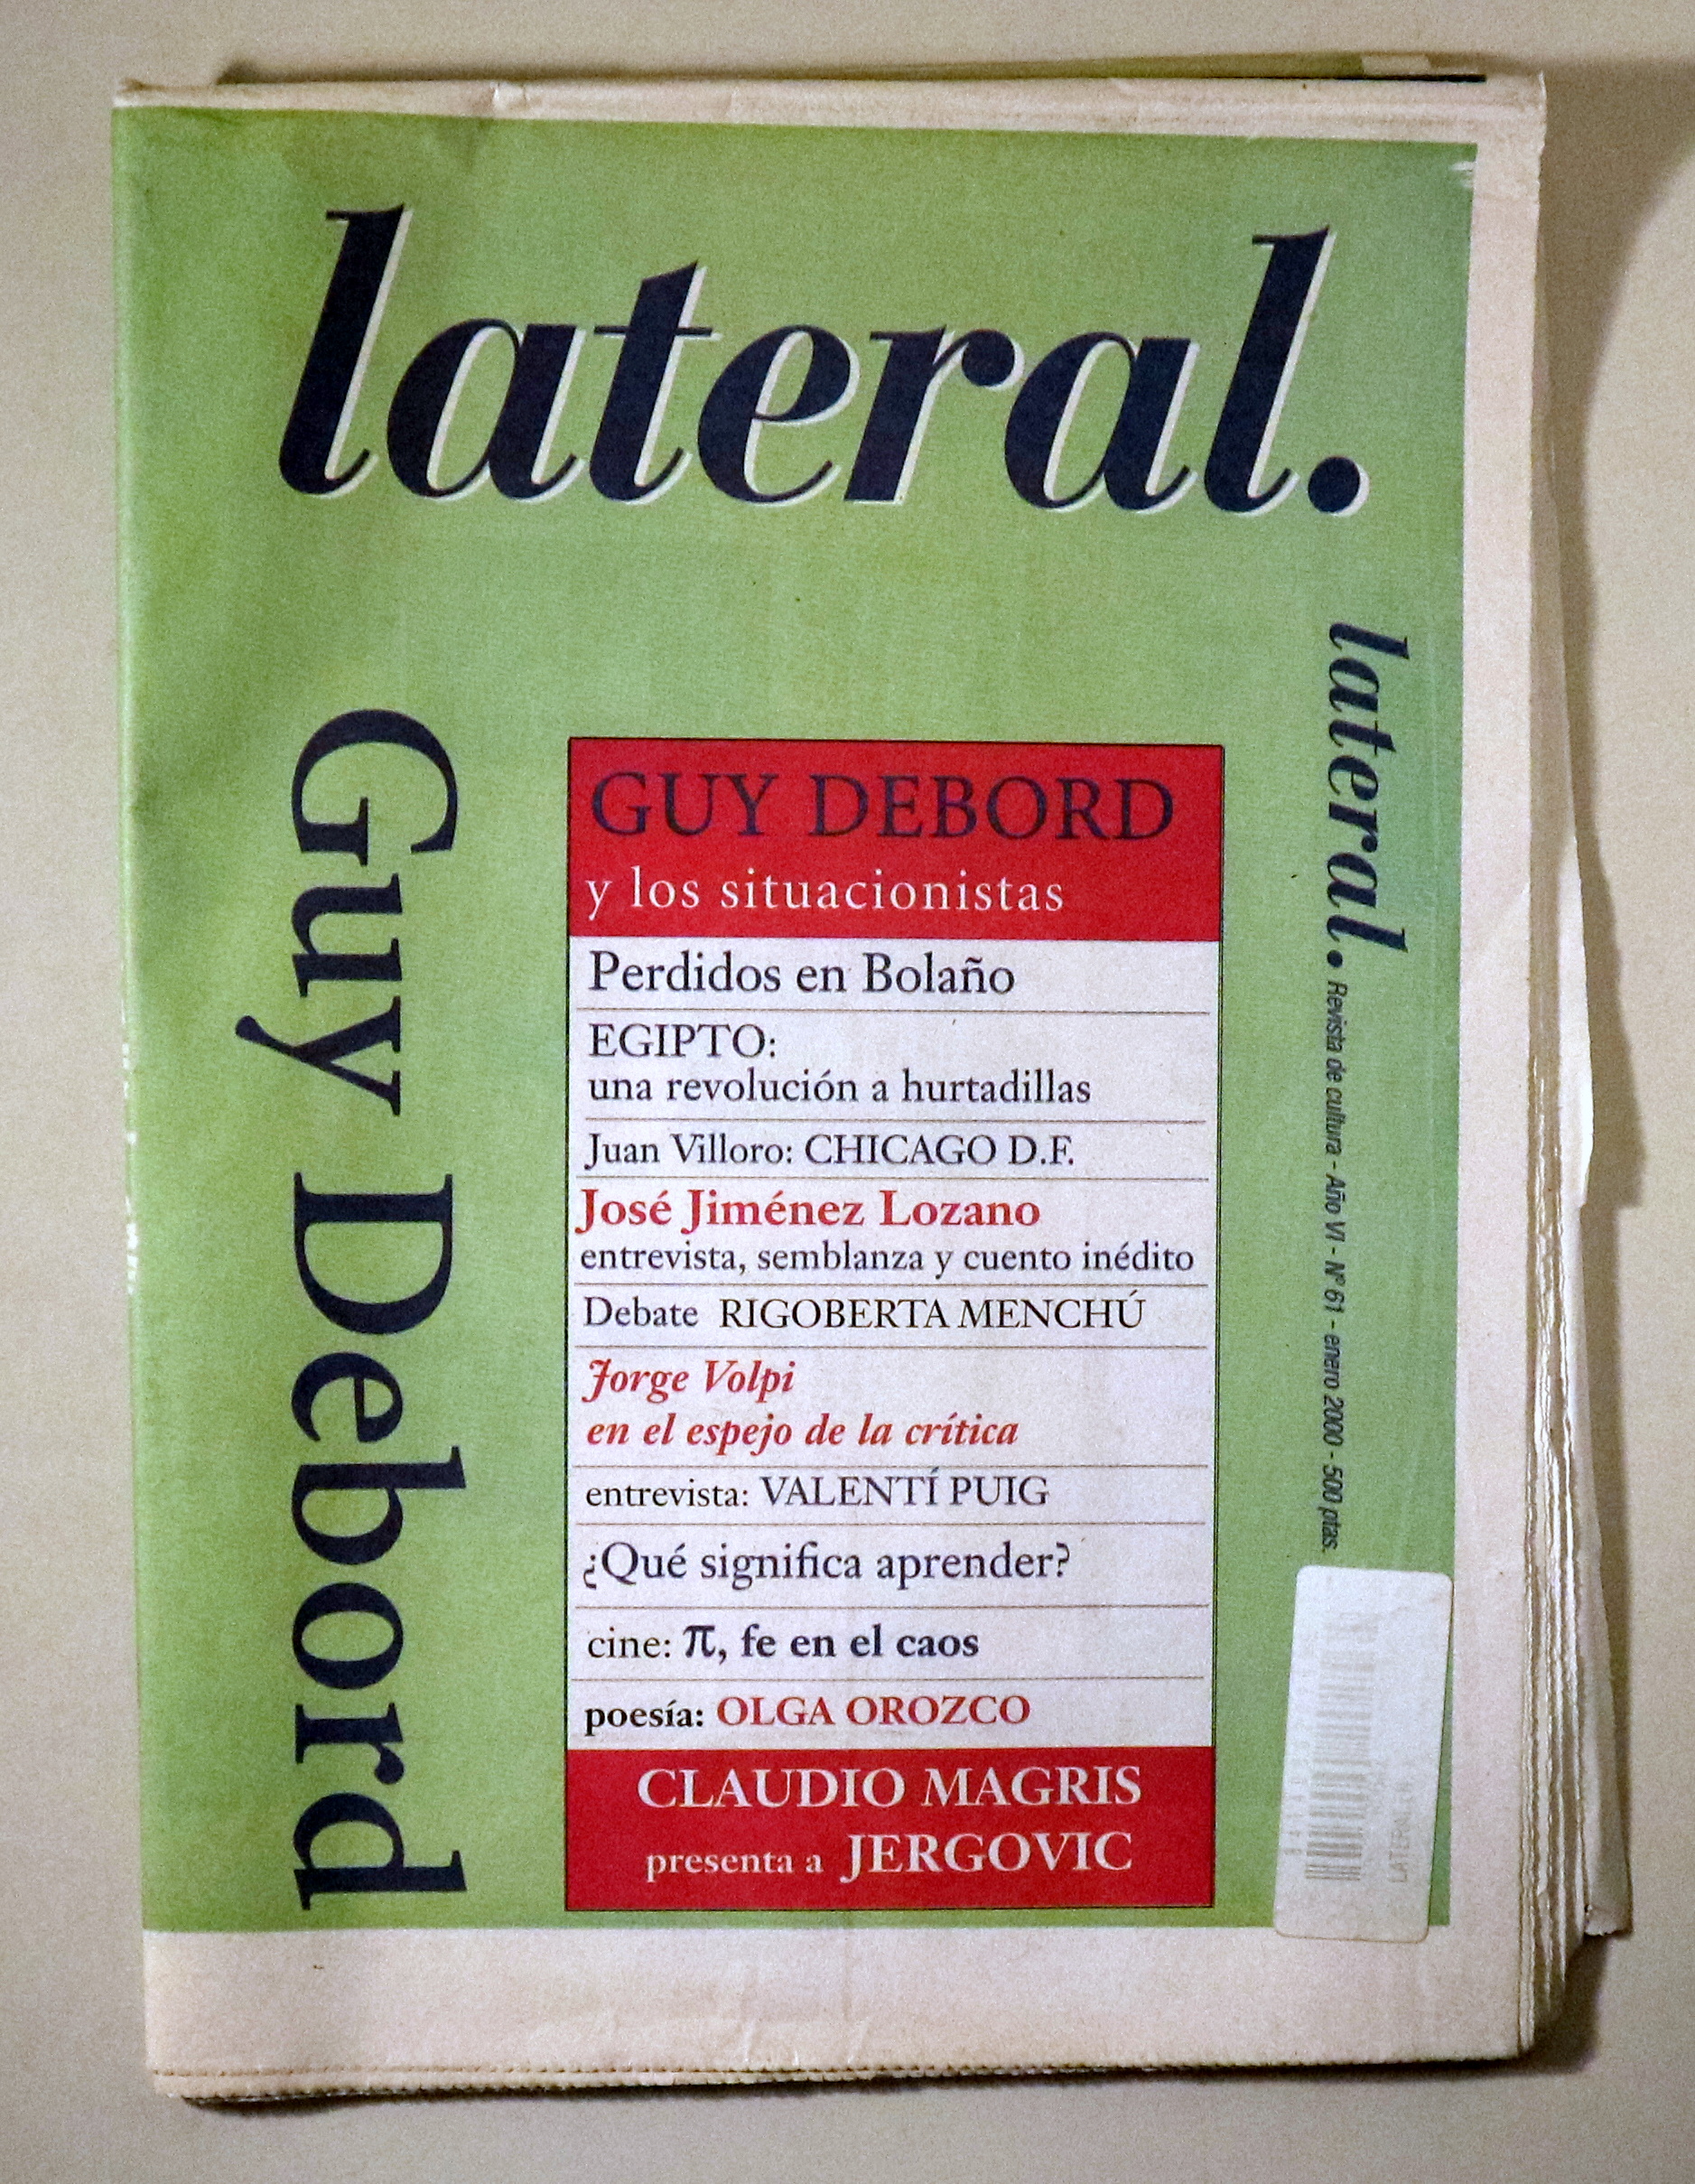 lateral.
Guy Debord
GUY DEBORD
y los situacionistas
Perdidos en Bolaño
EGIPTO:
una revolución a hurtadillas
Juan Villoro: CHICAGO D.F.
José Jiménez Lozano
entrevista, semblanza y cuento inédito
Debate RIGOBERTA MENCHÚ
Jorge Volpi
en el espejo de la crítica
entrevista: VALENTÍ PUIG
¿Qué significa aprender?
cine: π, fe en el caos
poesía: OLGA OROZCO
CLAUDIO MAGRIS
presenta a JERGOVIC
lateral. Revista de cultura - Año VI - Nº 61 - enero 2000 - 500 ptas.